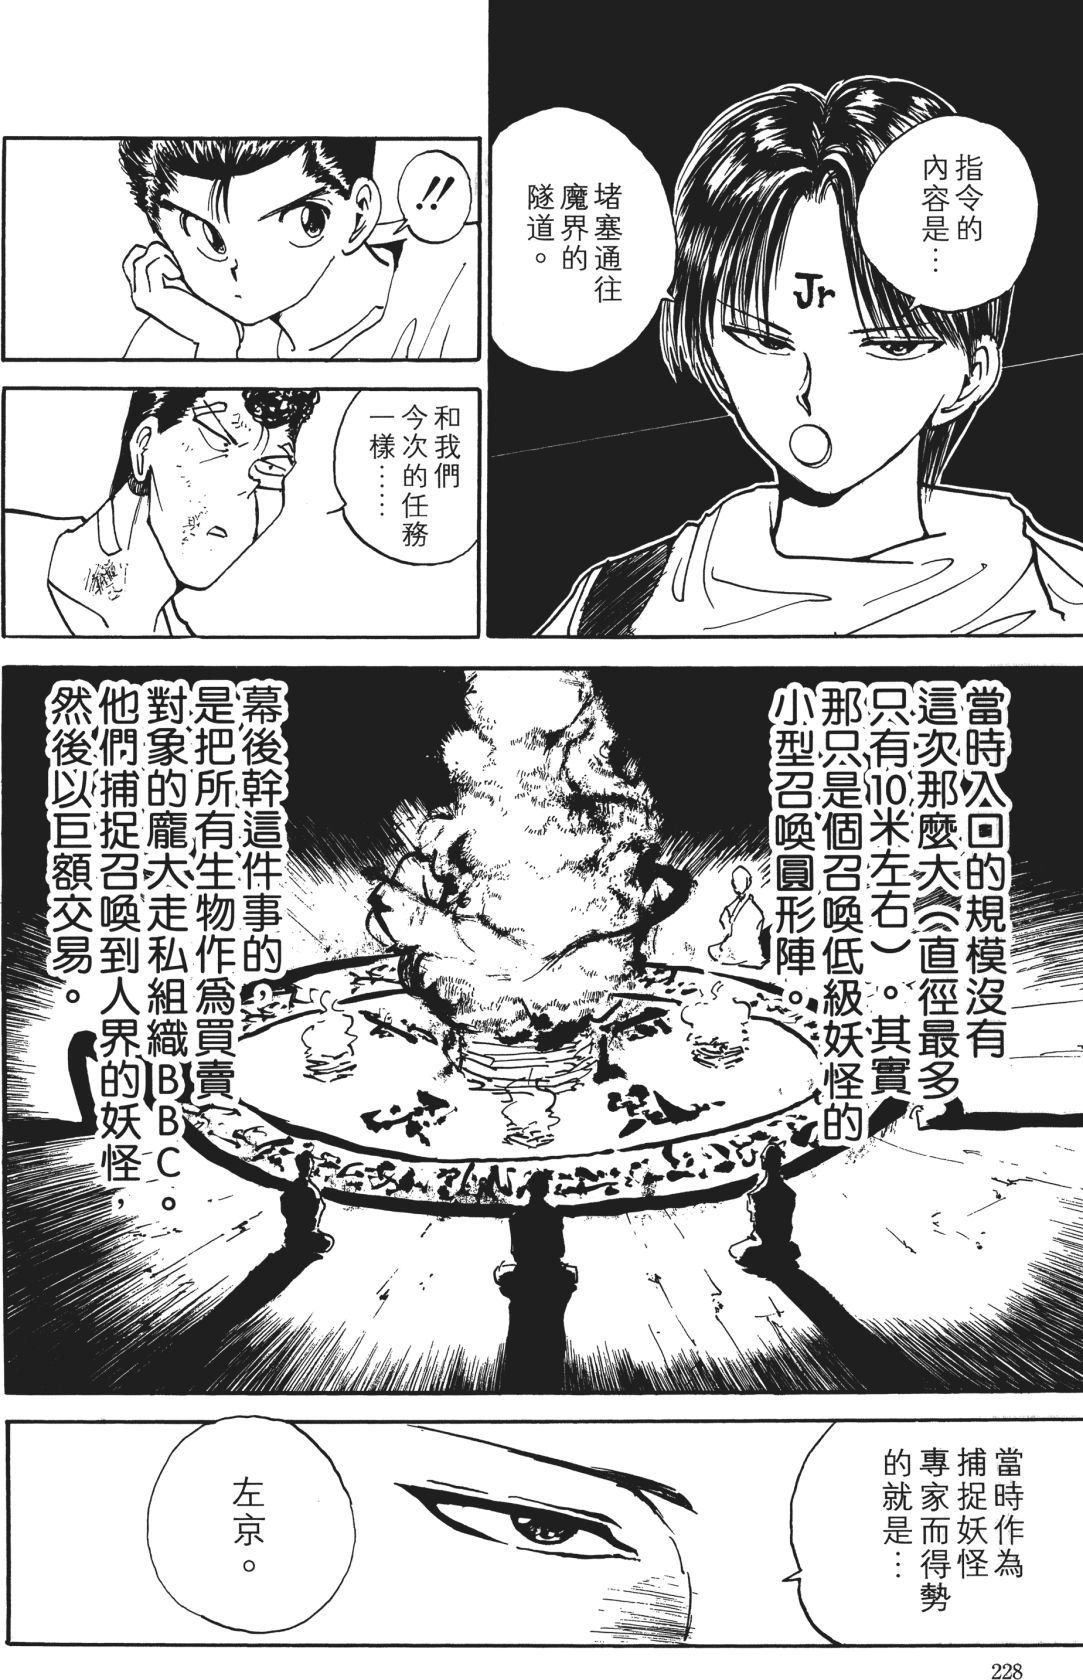 指令的
內容是…
堵塞通往
魔界的
隧道。
Jr
!!
和我們
今次的任務
一樣……
當時入口的規模沒有
這次那麼大（直徑最多
只有10米左右）。其實
那只是個召喚低級妖怪的
小型召喚圓形陣。
幕後幹這件事的，
是把所有生物作為買賣
對象的龐大走私組織BBC。
他們捕捉召喚到人界的妖怪，
然後以巨額交易。
當時作為
捕捉妖怪
專家而得勢
的就是…
左京。
228